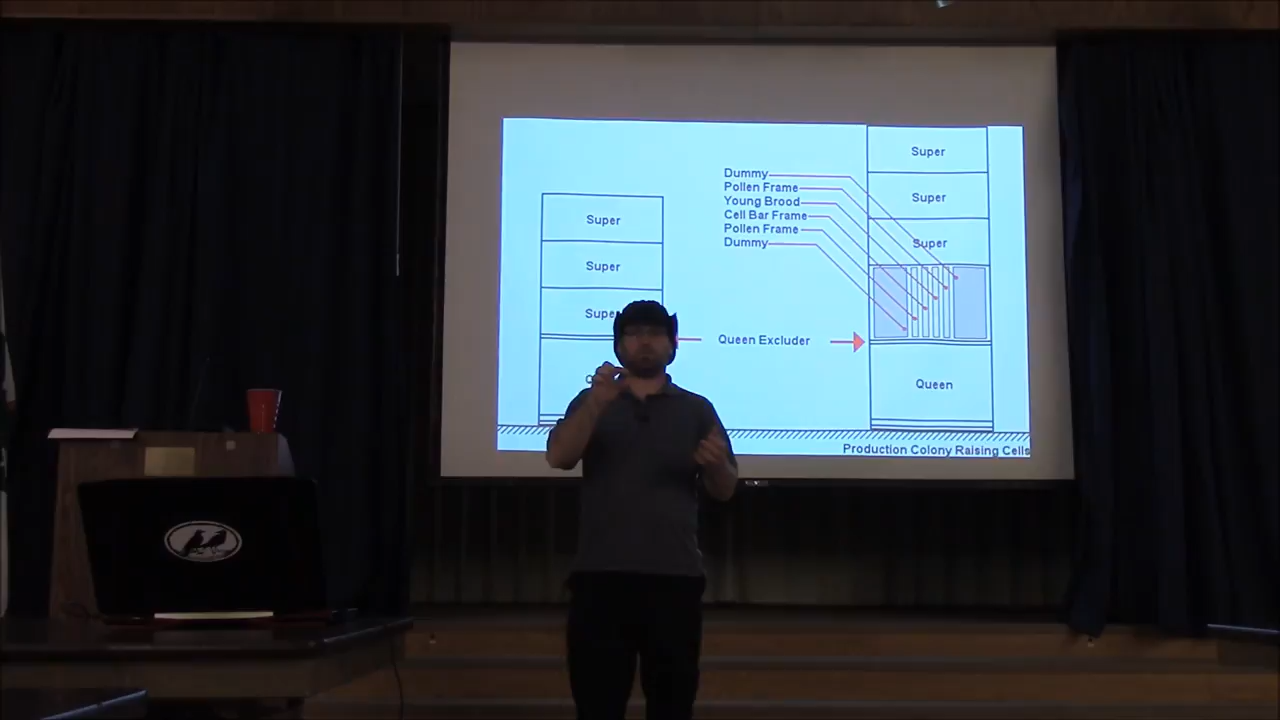 Super
Super
Super
Dummy
Pollen Frame
Young Brood
Cell Bar Frame
Pollen Frame
Dummy
Super
Super
Super
Queen Excluder
Queen
Production Colony Raising Cells